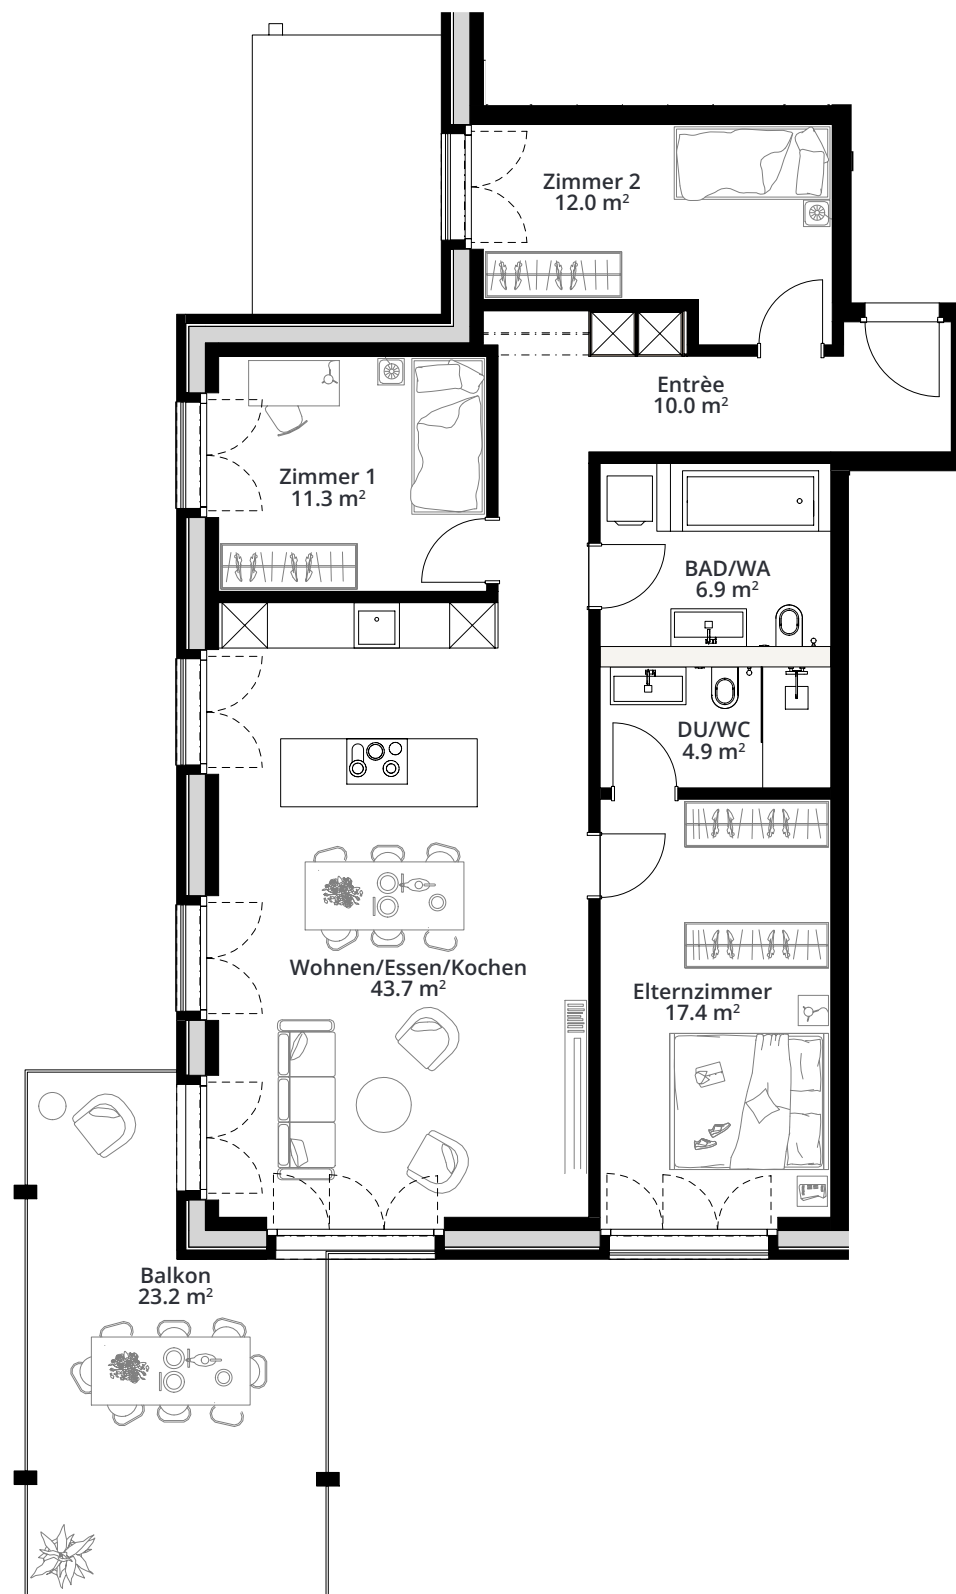 Zimmer 2
12.0 m²
Entrèe
10.0 m²
Zimmer 1
11.3 m²
BAD/WA
6.9 m²
DU/WC
4.9 m²
Wohnen/Essen/Kochen
43.7 m²
Elternzimmer
17.4 m²
Balkon
23.2 m²